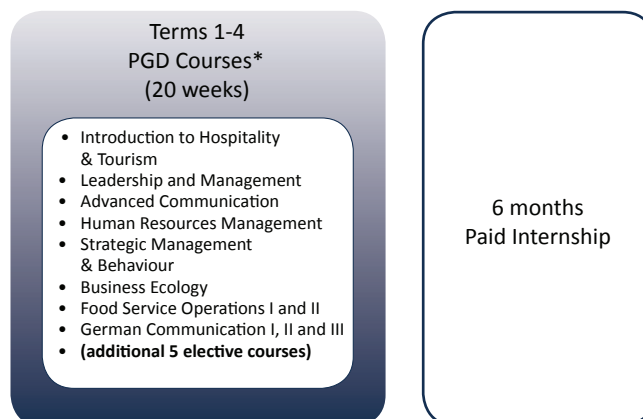 Terms 1-4
PGD Courses*
(20 weeks)
• Introduction to Hospitality
& Tourism
• Leadership and Management
• Advanced Communication
• Human Resources Management
• Strategic Management
& Behaviour
• Business Ecology
• Food Service Operations I and II
• German Communication I, II and III
• (additional 5 elective courses)
6 months
Paid Internship